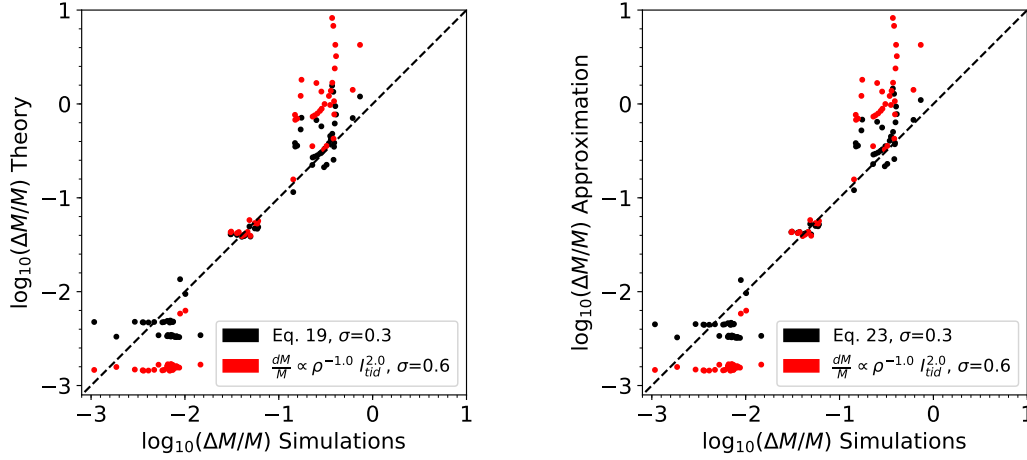 1
0
−1
−2
−3
−3
−2
−1
0
1
log₁₀(ΔM/M) Theory
log₁₀(ΔM/M) Simulations
Eq. 19, σ=0.3
dM/M ∝ ρ^−1.0 I_tid^2.0, σ=0.6
1
0
−1
−2
−3
−3
−2
−1
0
1
log₁₀(ΔM/M) Approximation
log₁₀(ΔM/M) Simulations
Eq. 23, σ=0.3
dM/M ∝ ρ^−1.0 I_tid^2.0, σ=0.6